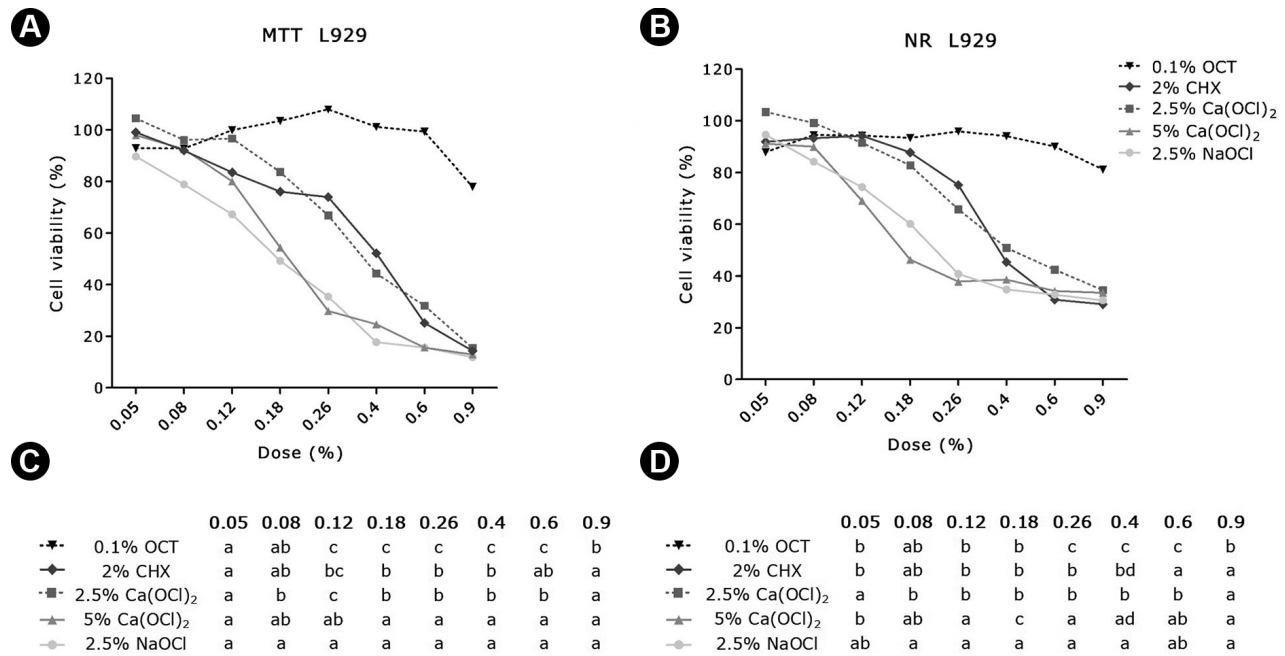 A
MTT L929
Cell viability (%)
120
100
80
60
40
20
0
0.05 0.08 0.12 0.18 0.26 0.4 0.6 0.9
Dose (%)
B
NR L929
Cell viability (%)
120
100
80
60
40
20
0
0.05 0.08 0.12 0.18 0.26 0.4 0.6 0.9
Dose (%)
0.1% OCT
2% CHX
2.5% Ca(OCl)₂
5% Ca(OCl)₂
2.5% NaOCl
C
0.05 0.08 0.12 0.18 0.26 0.4 0.6 0.9
0.1% OCT a ab c c c c c b
2% CHX a ab bc b b b ab a
2.5% Ca(OCl)₂ a b c b b b b a
5% Ca(OCl)₂ a ab ab a a a a a
2.5% NaOCl a a a a a a a a
D
0.05 0.08 0.12 0.18 0.26 0.4 0.6 0.9
0.1% OCT b ab b b c c c b
2% CHX b ab b b b bd a a
2.5% Ca(OCl)₂ a b b b b b b a
5% Ca(OCl)₂ b ab a c a ad ab a
2.5% NaOCl ab a a a a a ab a